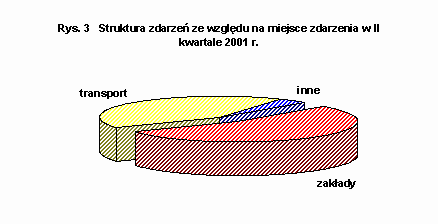 Rys. 3 Struktura zdarzeń ze względu na miejsce zdarzenia w II
kwartale 2001 r.
inne
transport
zakłady